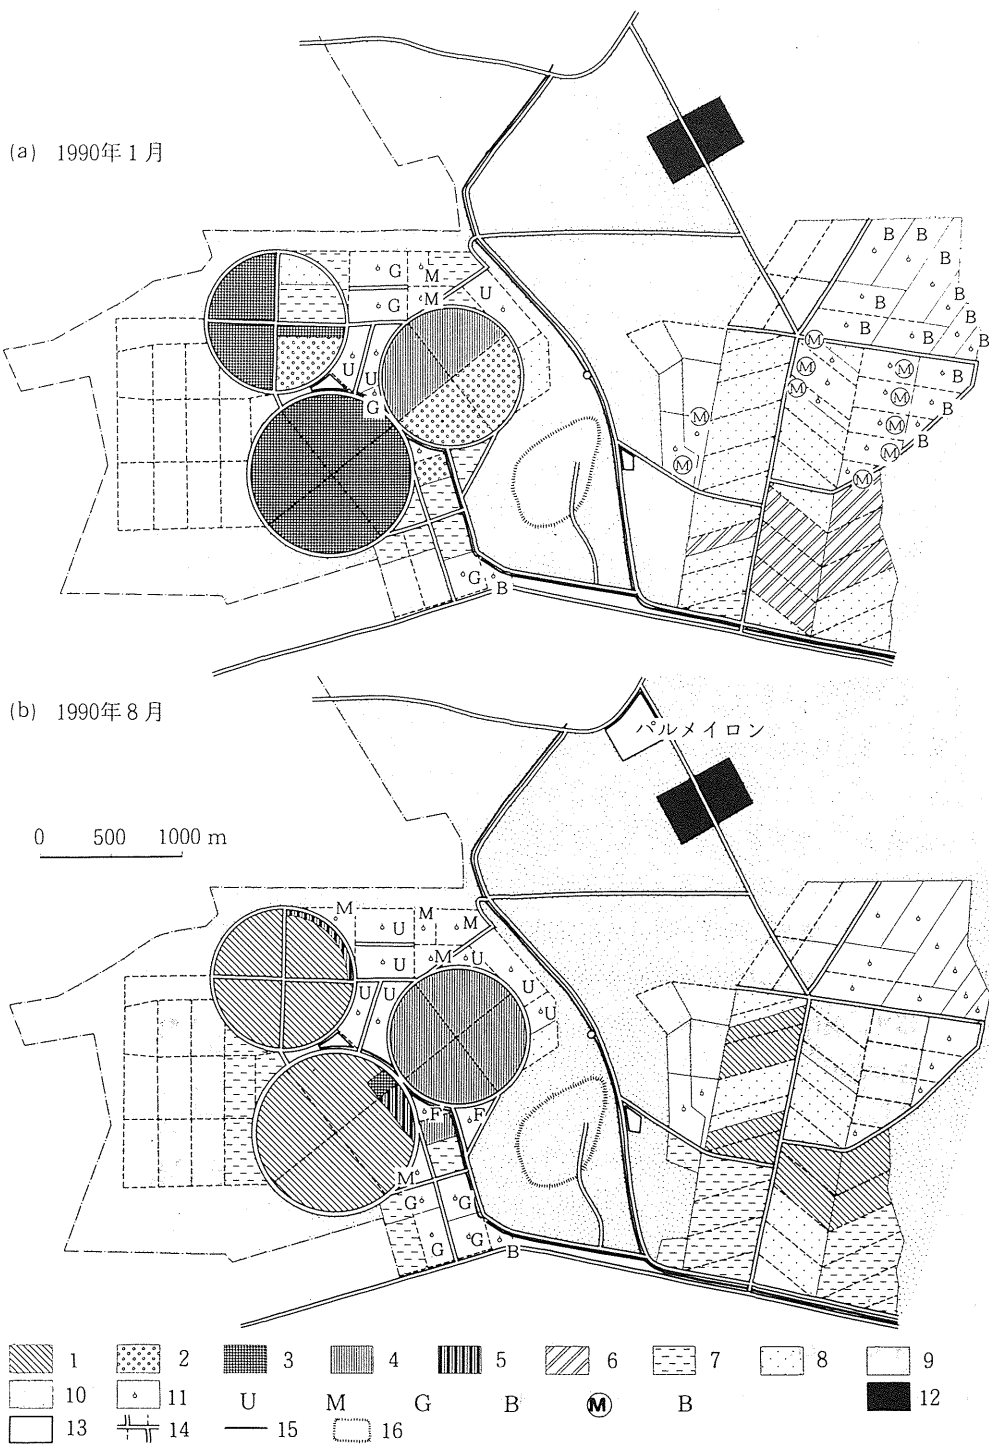 (a) 1990年1月
B B
B
G M
G M U B B
B
B
Ⓜ B
U Ⓜ Ⓜ B
U Ⓜ
G Ⓜ B
Ⓜ Ⓜ
B
Ⓜ
Ⓜ
Ⓜ
G B
(b) 1990年8月
パルメイロン
0 500 1000 m
M M
U M
U M U
U U U
U
F F
M
G G
G G B
1 2 3 4 5 6 7 8 9
10 11 U M G B Ⓜ B 12
13 14 15 16